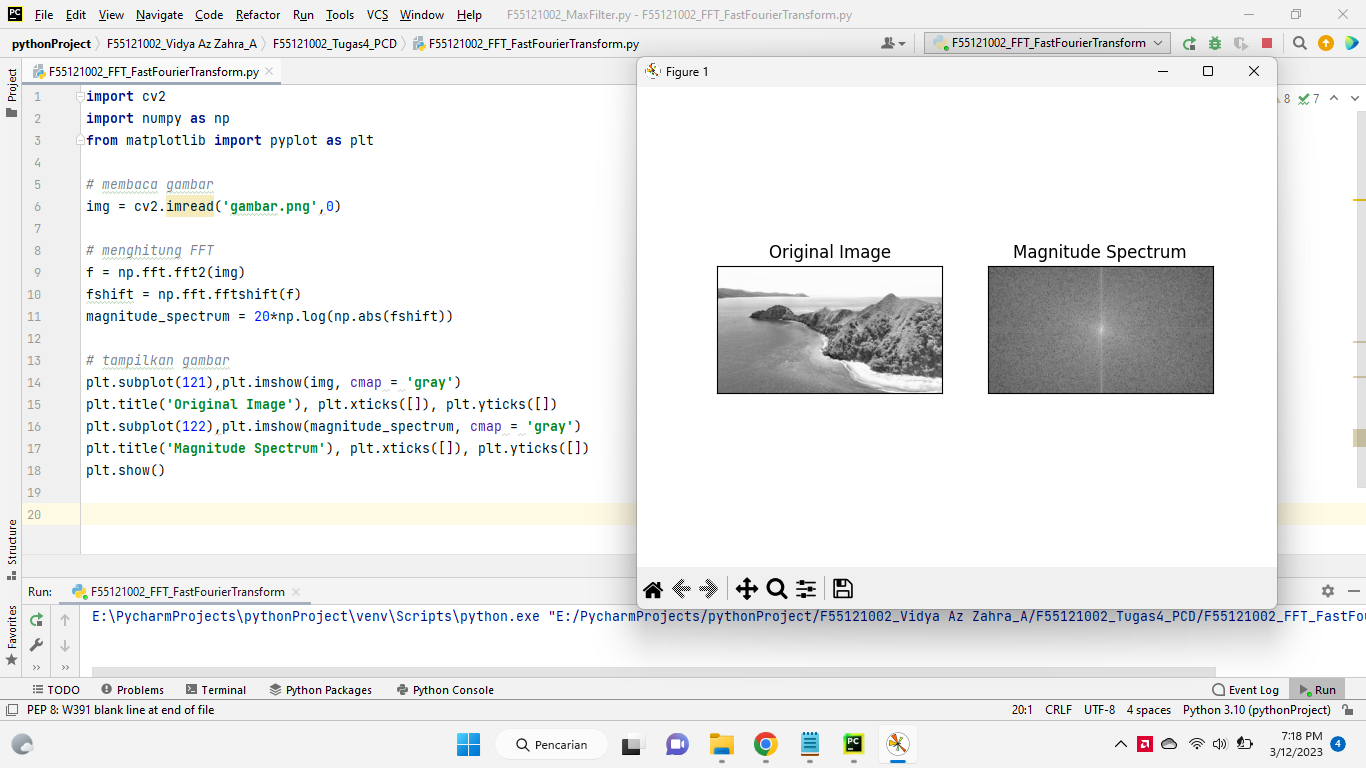 PC File Edit View Navigate Code Refactor Run Tools VCS Window Help F55121002_MaxFilter.py - F55121002_FFT_FastFourierTransform.py
pythonProject F55121002_Vidya Az Zahra_A F55121002_Tugas4_PCD F55121002_FFT_FastFourierTransform.py F55121002_FFT_FastFourierTransform
Project
F55121002_FFT_FastFourierTransform.py
8 7
1 import cv2
2 import numpy as np
3 from matplotlib import pyplot as plt
4
5 # membaca gambar
6 img = cv2.imread('gambar.png',0)
7
8 # menghitung FFT
9 f = np.fft.fft2(img)
10 fshift = np.fft.fftshift(f)
11 magnitude_spectrum = 20*np.log(np.abs(fshift))
12
13 # tampilkan gambar
14 plt.subplot(121),plt.imshow(img, cmap = 'gray')
15 plt.title('Original Image'), plt.xticks([]), plt.yticks([])
16 plt.subplot(122),plt.imshow(magnitude_spectrum, cmap = 'gray')
17 plt.title('Magnitude Spectrum'), plt.xticks([]), plt.yticks([])
18 plt.show()
19
20
Figure 1
Original Image Magnitude Spectrum
Structure
Favorites
Run: F55121002_FFT_FastFourierTransform
E:\PycharmProjects\pythonProject\venv\Scripts\python.exe "E:/PycharmProjects/pythonProject/F55121002_Vidya Az Zahra_A/F55121002_Tugas4_PCD/F55121002_FFT_FastFou
TODO Problems Terminal Python Packages Python Console Event Log Run
PEP 8: W391 blank line at end of file 20:1 CRLF UTF-8 4 spaces Python 3.10 (pythonProject)
Pencarian PC 7:18 PM
3/12/2023 4